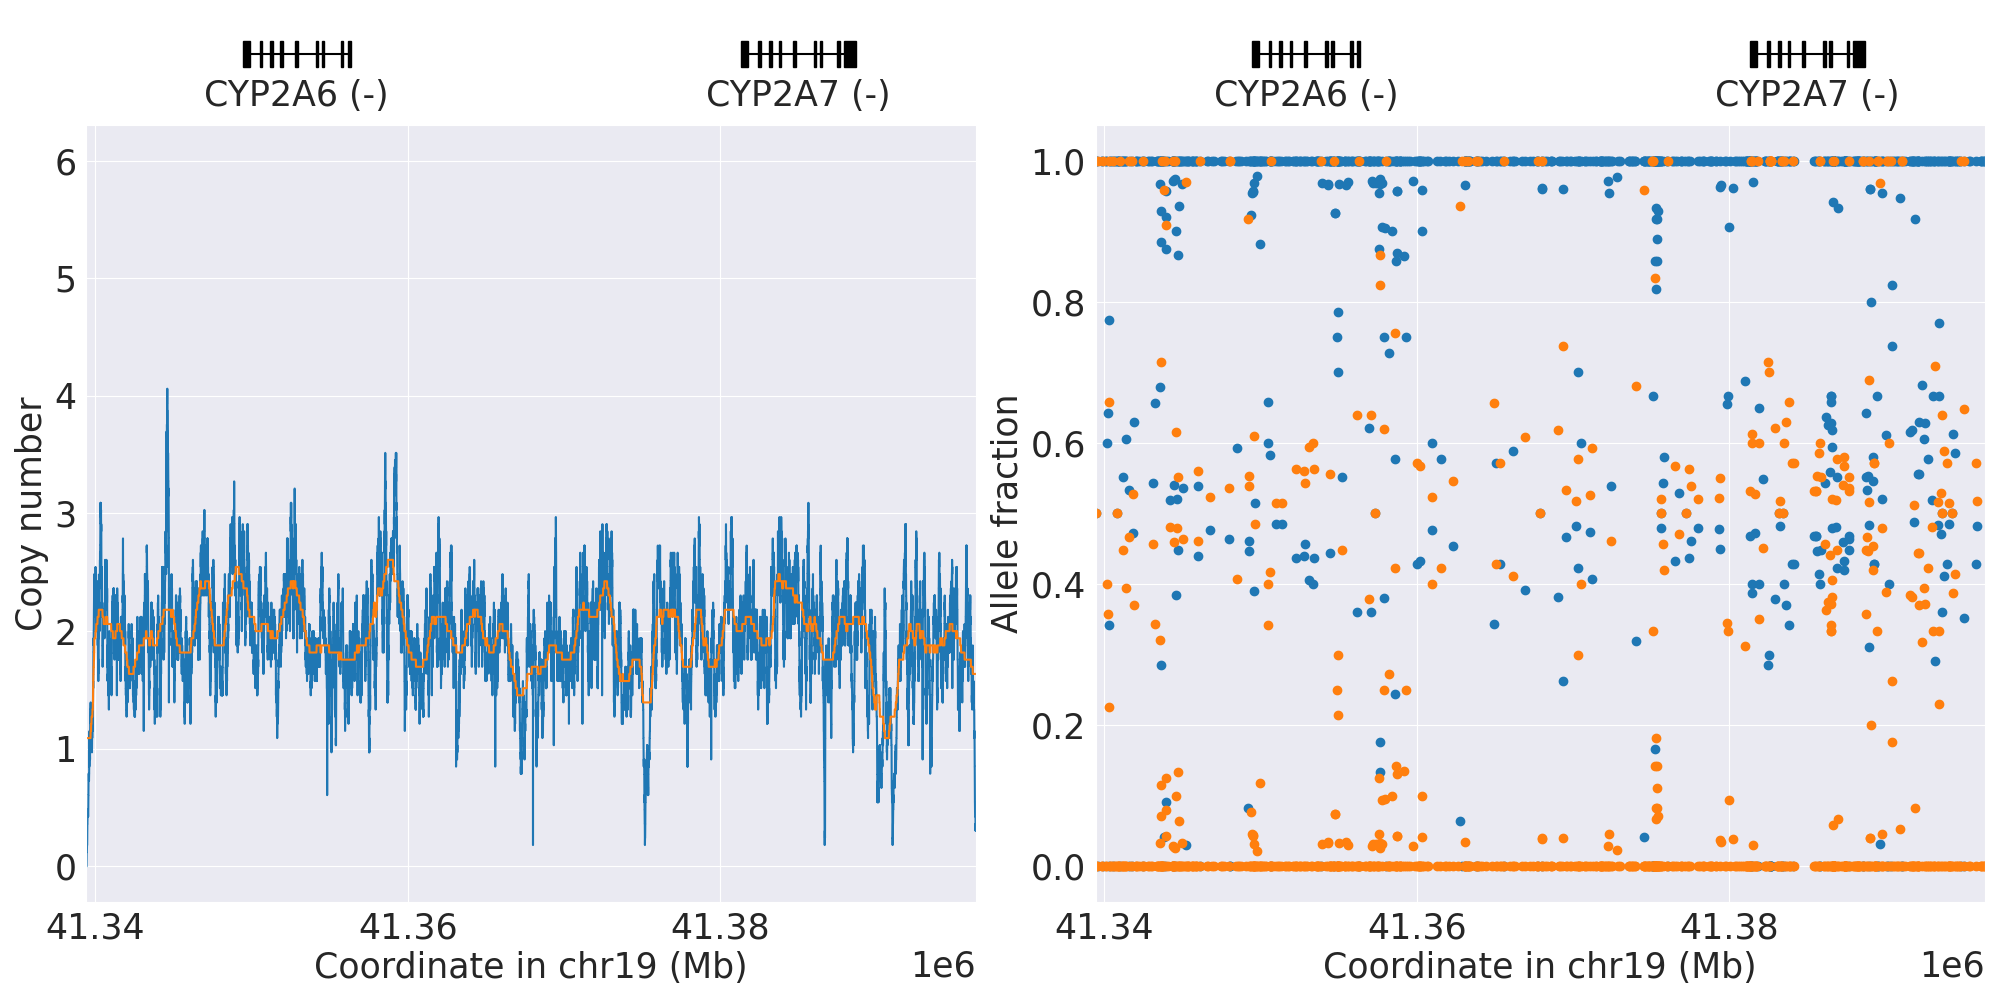 CYP2A6 (-) CYP2A7 (-)
CYP2A6 (-) CYP2A7 (-)
Copy number
6
5
4
3
2
1
0
41.34 41.36 41.38
Coordinate in chr19 (Mb) 1e6
Allele fraction
1.0
0.8
0.6
0.4
0.2
0.0
41.34 41.36 41.38
Coordinate in chr19 (Mb) 1e6